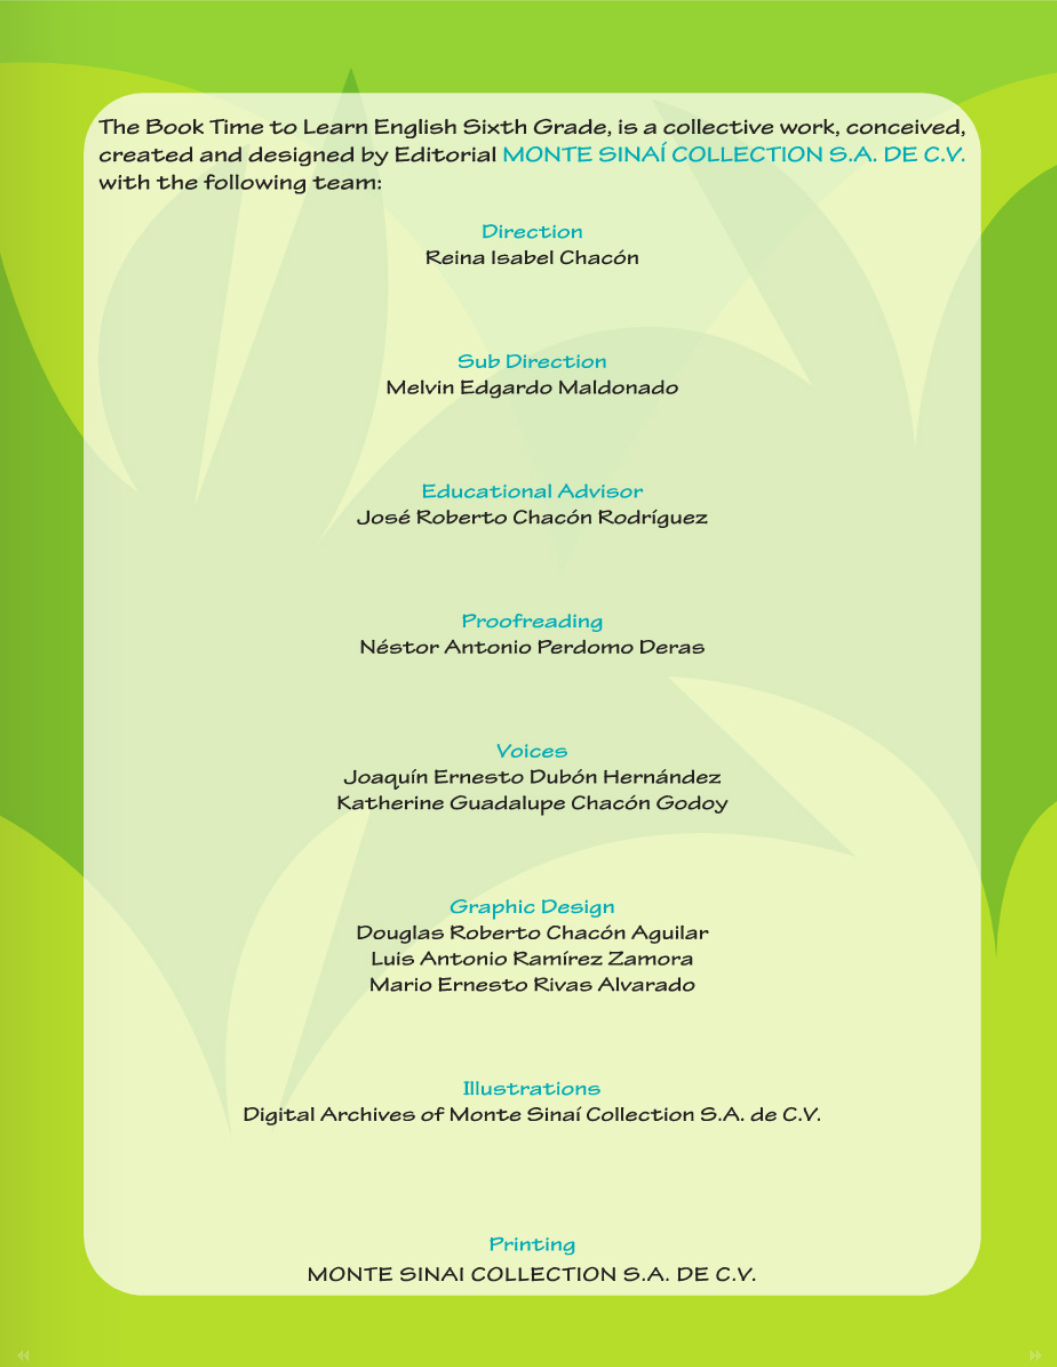 The Book Time to Learn English Sixth Grade, is a collective work, conceived,
created and designed by Editorial MONTE SINAÍ COLLECTION S.A. DE C.V.
with the following team:
Direction
Reina Isabel Chacón
Sub Direction
Melvin Edgardo Maldonado
Educational Advisor
José Roberto Chacón Rodríguez
Proofreading
Néstor Antonio Perdomo Deras
Voices
Joaquín Ernesto Dubón Hernández
Katherine Guadalupe Chacón Godoy
Graphic Design
Douglas Roberto Chacón Aguilar
Luis Antonio Ramírez Zamora
Mario Ernesto Rivas Alvarado
Illustrations
Digital Archives of Monte Sinaí Collection S.A. de C.V.
Printing
MONTE SINAI COLLECTION S.A. DE C.V.